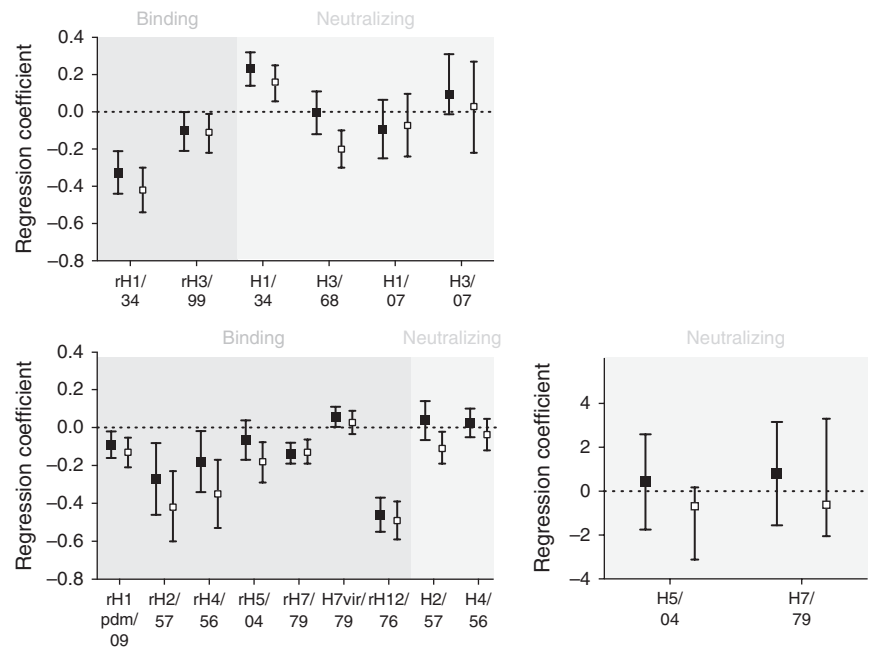 Binding Neutralizing
Regression coefficient
0.4
0.2
0.0
–0.2
–0.4
–0.6
–0.8
rH1/ rH3/ H1/ H3/ H1/ H3/
34 99 34 68 07 07
Binding Neutralizing
Regression coefficient
0.4
0.2
0.0
–0.2
–0.4
–0.6
–0.8
rH1 rH2/ rH4/ rH5/ rH7/ H7vir/ rH12/ H2/ H4/
pdm/ 57 56 04 79 79 76 57 56
09
Neutralizing
Regression coefficient
4
2
0
–2
–4
H5/ H7/
04 79